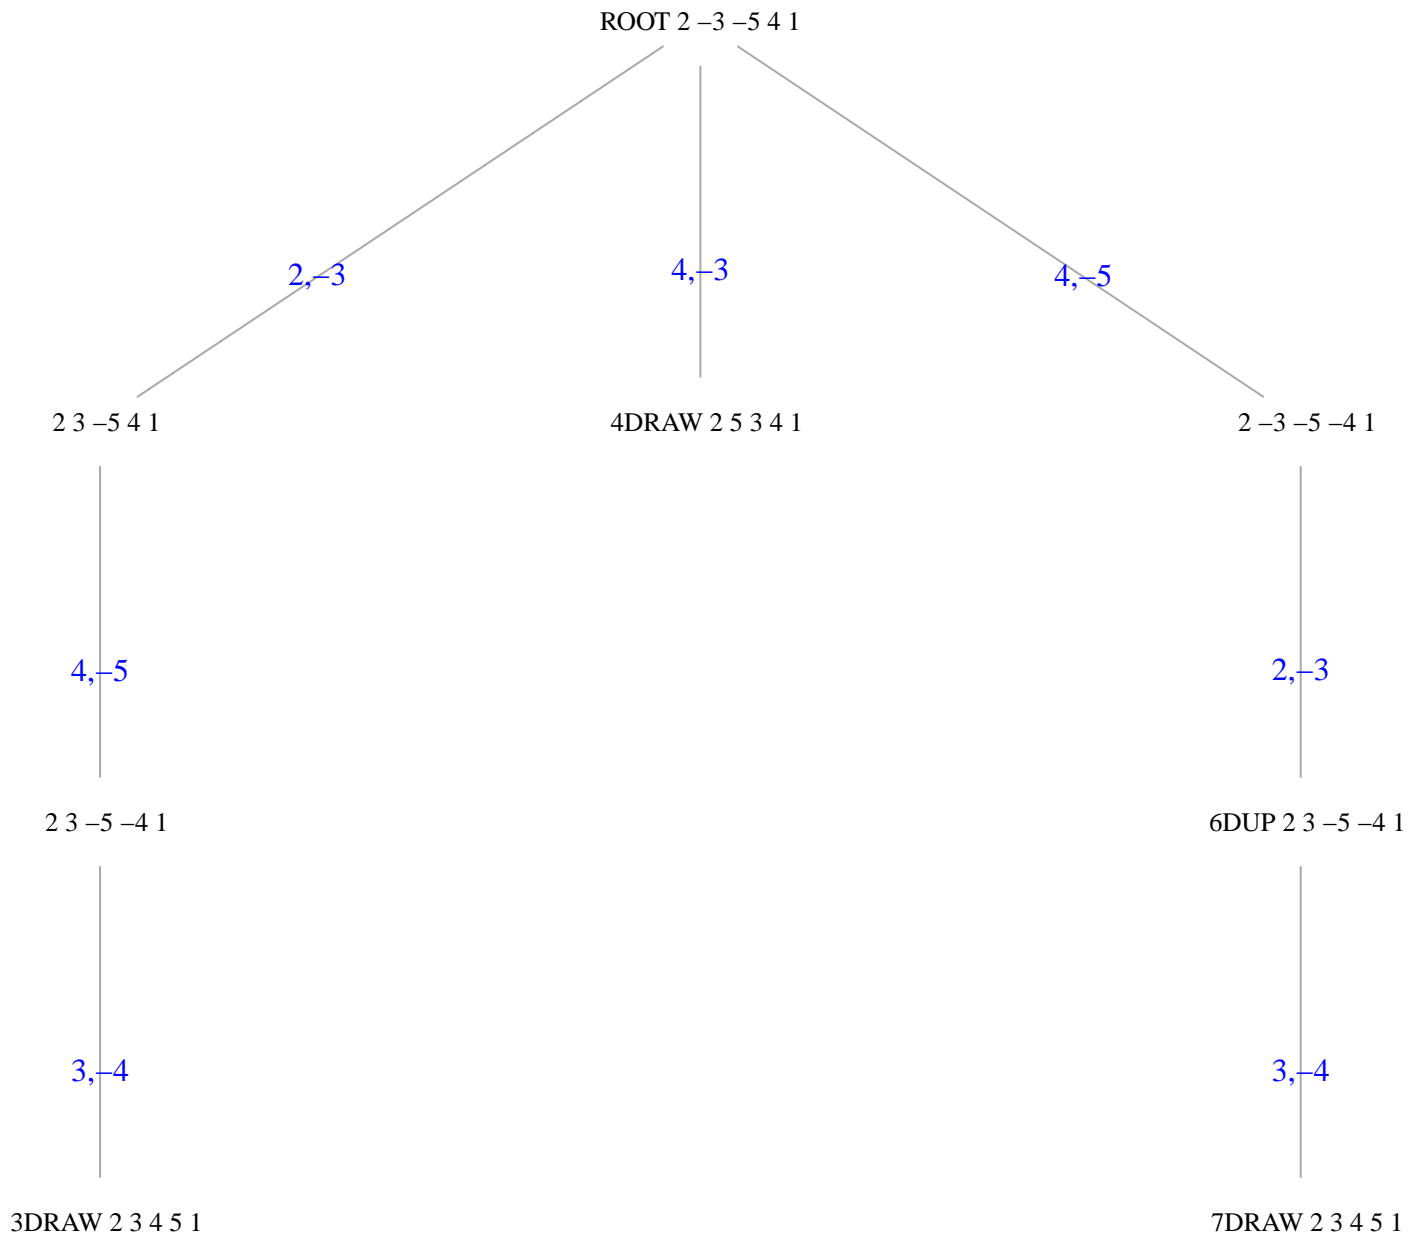 ROOT 2 –3 –5 4 1
2,–3
4,–3
4,–5
2 3 –5 4 1
4DRAW 2 5 3 4 1
2 –3 –5 –4 1
4,–5
2,–3
2 3 –5 –4 1
6DUP 2 3 –5 –4 1
3,–4
3,–4
3DRAW 2 3 4 5 1
7DRAW 2 3 4 5 1